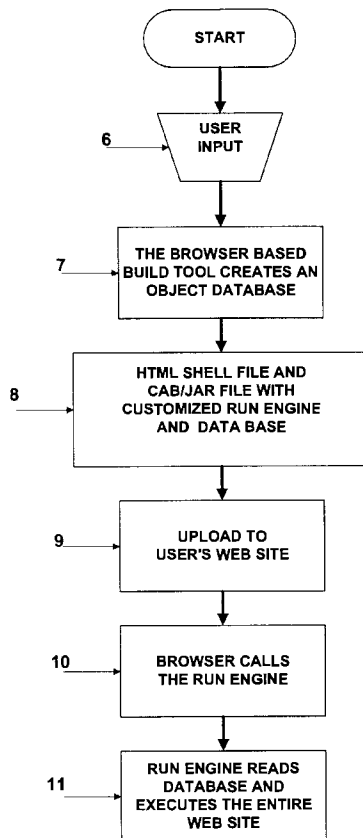 START
6
USER
INPUT
7
THE BROWSER BASED
BUILD TOOL CREATES AN
OBJECT DATABASE
8
HTML SHELL FILE AND
CAB/JAR FILE WITH
CUSTOMIZED RUN ENGINE
AND DATA BASE
9
UPLOAD TO
USER'S WEB SITE
10
BROWSER CALLS
THE RUN ENGINE
11
RUN ENGINE READS
DATABASE AND
EXECUTES THE ENTIRE
WEB SITE